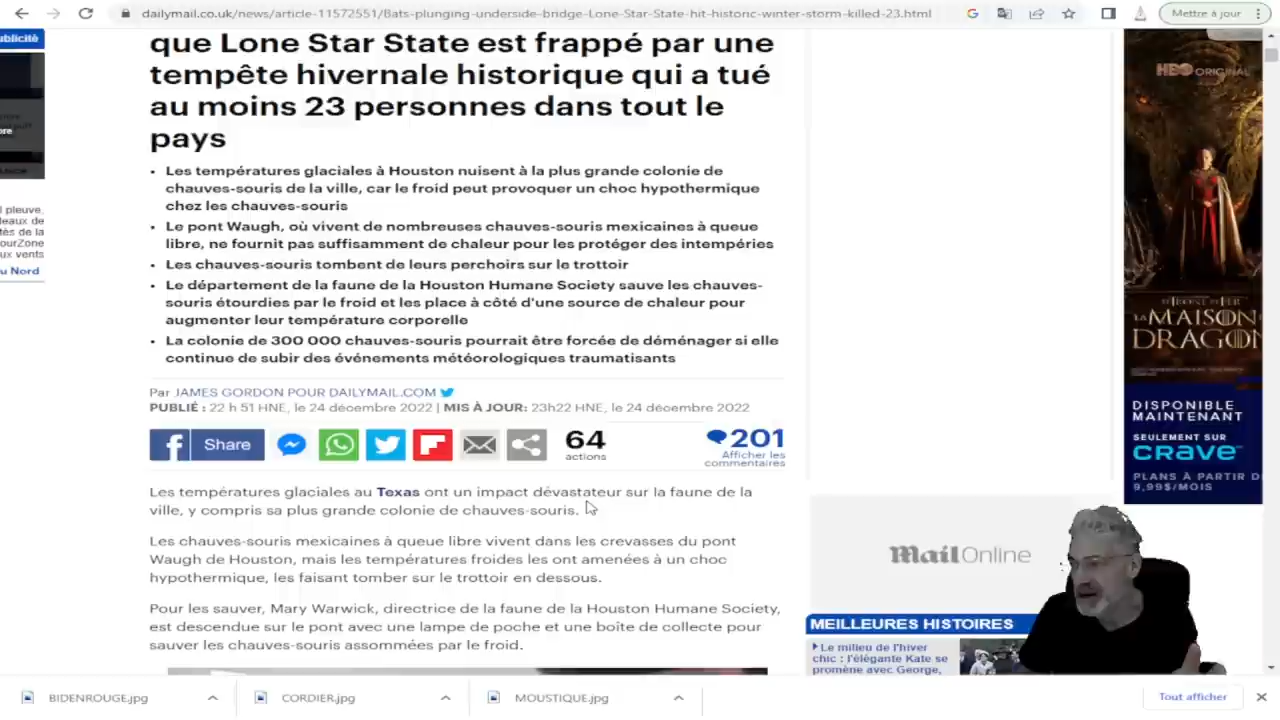 dailymail.co.uk/news/article-11572551/Bats-plunging-underside-bridge-Lone-Star-State-hit-historic-winter-storm-killed-23.html
Mettre à jour
ublicité
que Lone Star State est frappé par une
tempête hivernale historique qui a tué
au moins 23 personnes dans tout le
pays
• Les températures glaciales à Houston nuisent à la plus grande colonie de
chauves-souris de la ville, car le froid peut provoquer un choc hypothermique
chez les chauves-souris
• Le pont Waugh, où vivent de nombreuses chauves-souris mexicaines à queue
libre, ne fournit pas suffisamment de chaleur pour les protéger des intempéries
• Les chauves-souris tombent de leurs perchoirs sur le trottoir
• Le département de la faune de la Houston Humane Society sauve les chauves-
souris étourdies par le froid et les place à côté d'une source de chaleur pour
augmenter leur température corporelle
• La colonie de 300 000 chauves-souris pourrait être forcée de déménager si elle
continue de subir des événements météorologiques traumatisants
Par JAMES GORDON POUR DAILYMAIL.COM
PUBLIÉ : 22 h 51 HNE, le 24 décembre 2022 | MIS À JOUR: 23h22 HNE, le 24 décembre 2022
f Share
64
actions
201
Afficher les
commentaires
Les températures glaciales au Texas ont un impact dévastateur sur la faune de la
ville, y compris sa plus grande colonie de chauves-souris.
Les chauves-souris mexicaines à queue libre vivent dans les crevasses du pont
Waugh de Houston, mais les températures froides les ont amenées à un choc
hypothermique, les faisant tomber sur le trottoir en dessous.
Pour les sauver, Mary Warwick, directrice de la faune de la Houston Humane Society,
est descendue sur le pont avec une lampe de poche et une boîte de collecte pour
sauver les chauves-souris assommées par le froid.
l pleuve,
leaux de
tés de la
ourZone
ux vents
u Nord
HBO ORIGINAL
LE TRÔNE DE FER
LA MAISON
DRAGON
DISPONIBLE
MAINTENANT
SEULEMENT SUR
CRAVE
PLANS À PARTIR D
9,99$/MOIS
MailOnline
MEILLEURES HISTOIRES
Le milieu de l'hiver
chic : l'élégante Kate se
promène avec George,
BIDENROUGE.jpg
CORDIER.jpg
MOUSTIQUE.jpg
Tout afficher